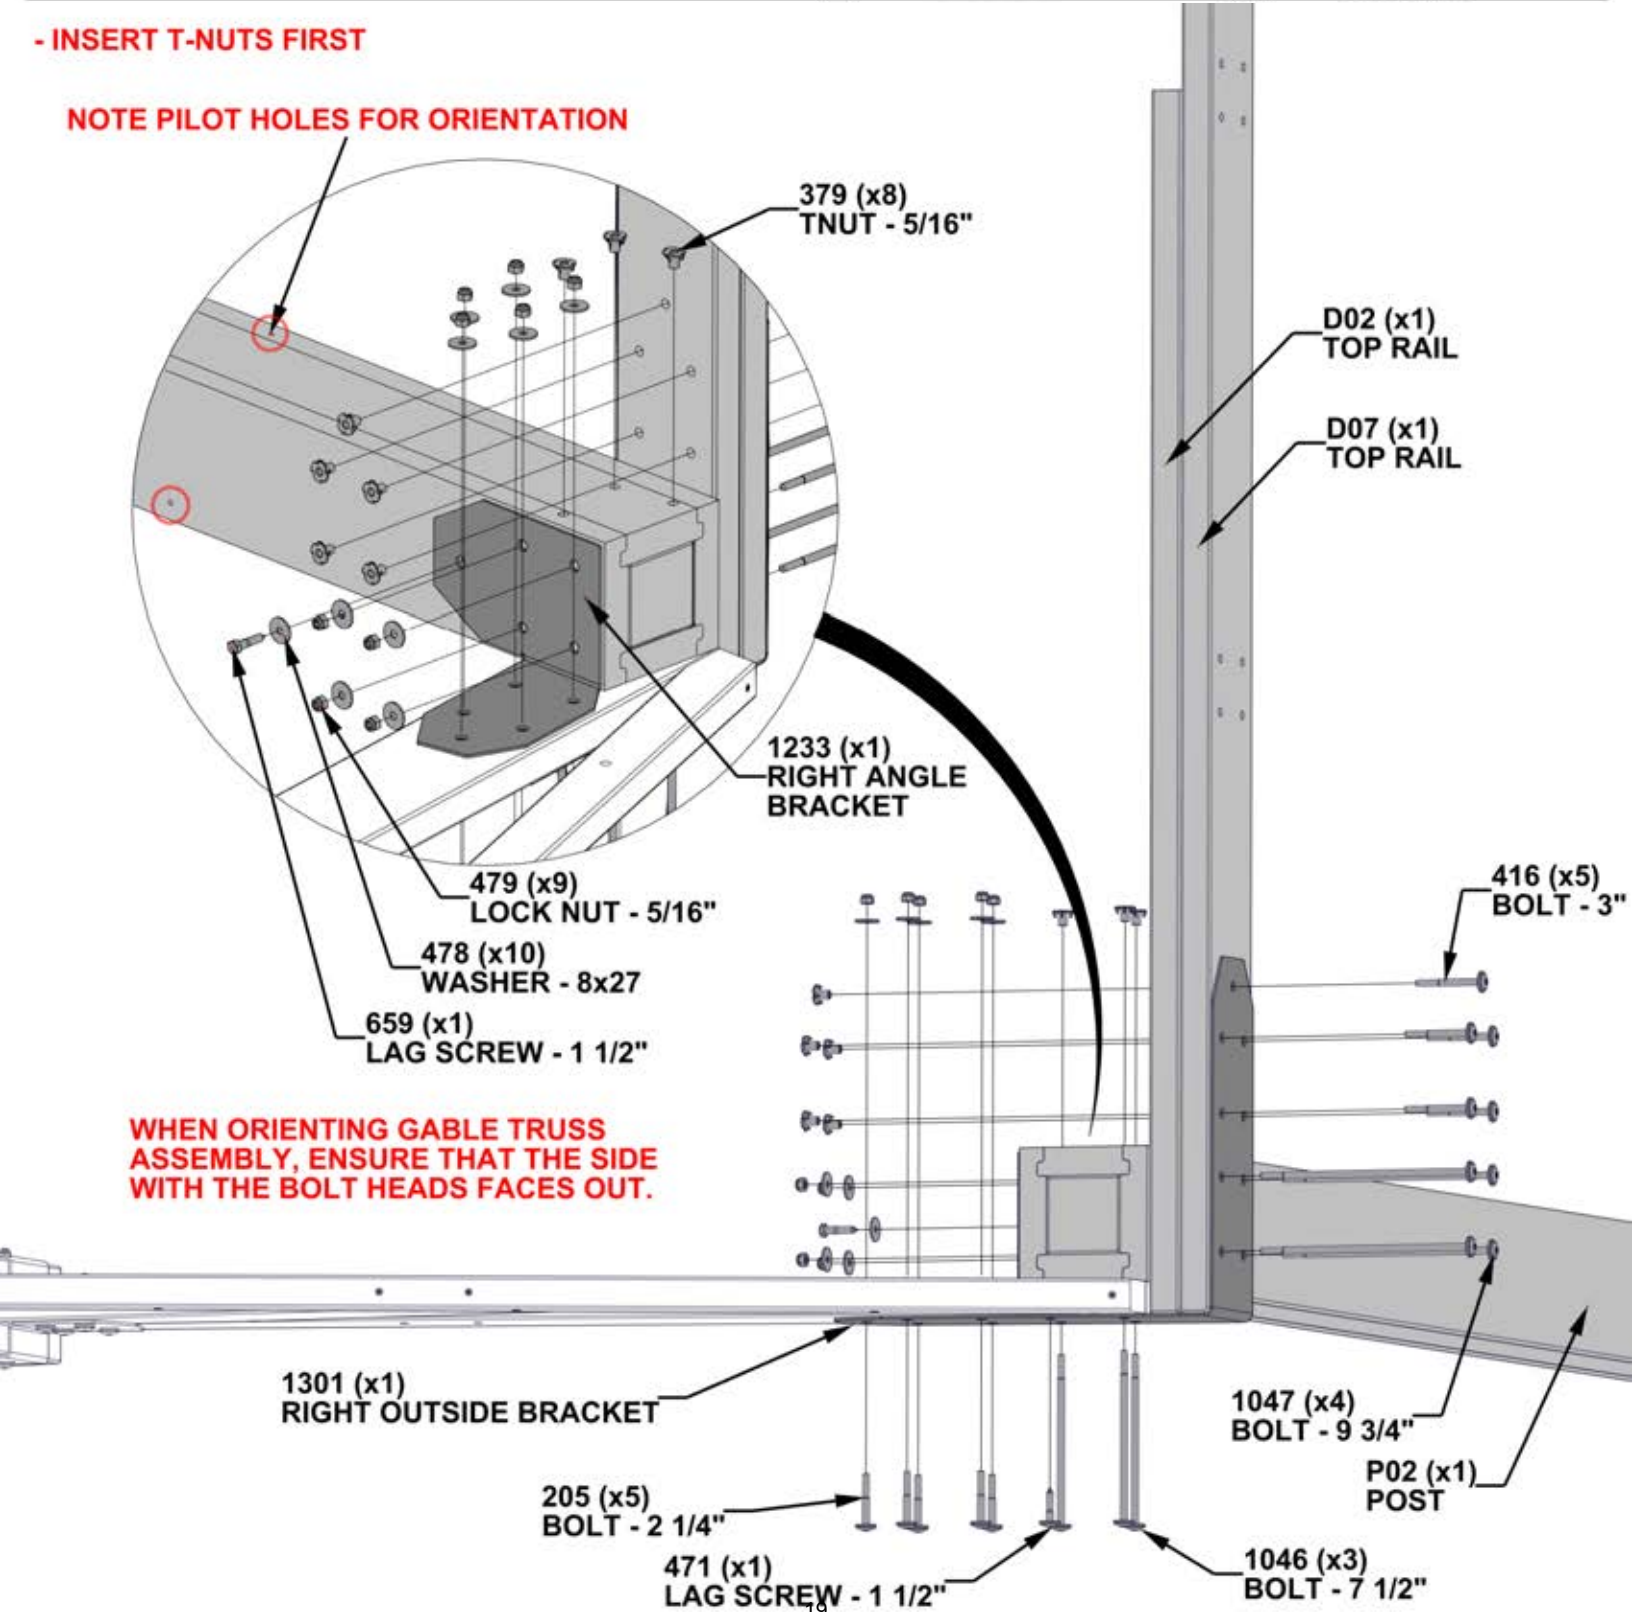 - INSERT T-NUTS FIRST
NOTE PILOT HOLES FOR ORIENTATION
379 (x8)
TNUT - 5/16"
D02 (x1)
TOP RAIL
D07 (x1)
TOP RAIL
1233 (x1)
RIGHT ANGLE
BRACKET
479 (x9)
LOCK NUT - 5/16"
478 (x10)
WASHER - 8x27
659 (x1)
LAG SCREW - 1 1/2"
416 (x5)
BOLT - 3"
WHEN ORIENTING GABLE TRUSS
ASSEMBLY, ENSURE THAT THE SIDE
WITH THE BOLT HEADS FACES OUT.
1301 (x1)
RIGHT OUTSIDE BRACKET
1047 (x4)
BOLT - 9 3/4"
P02 (x1)
POST
205 (x5)
BOLT - 2 1/4"
471 (x1)
LAG SCREW - 1 1/2"
1046 (x3)
BOLT - 7 1/2"
19